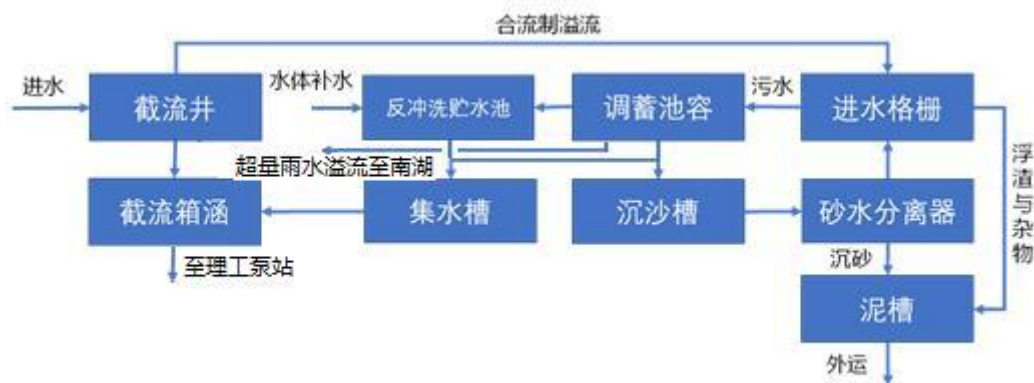 合流制溢流
进水
截流井
水体补水
反冲洗贮水池
调蓄池容
污水
进水格栅
超量雨水溢流至南湖
截流箱涵
集水槽
沉沙槽
砂水分离器
浮渣与杂物
至理工泵站
沉砂
泥槽
外运